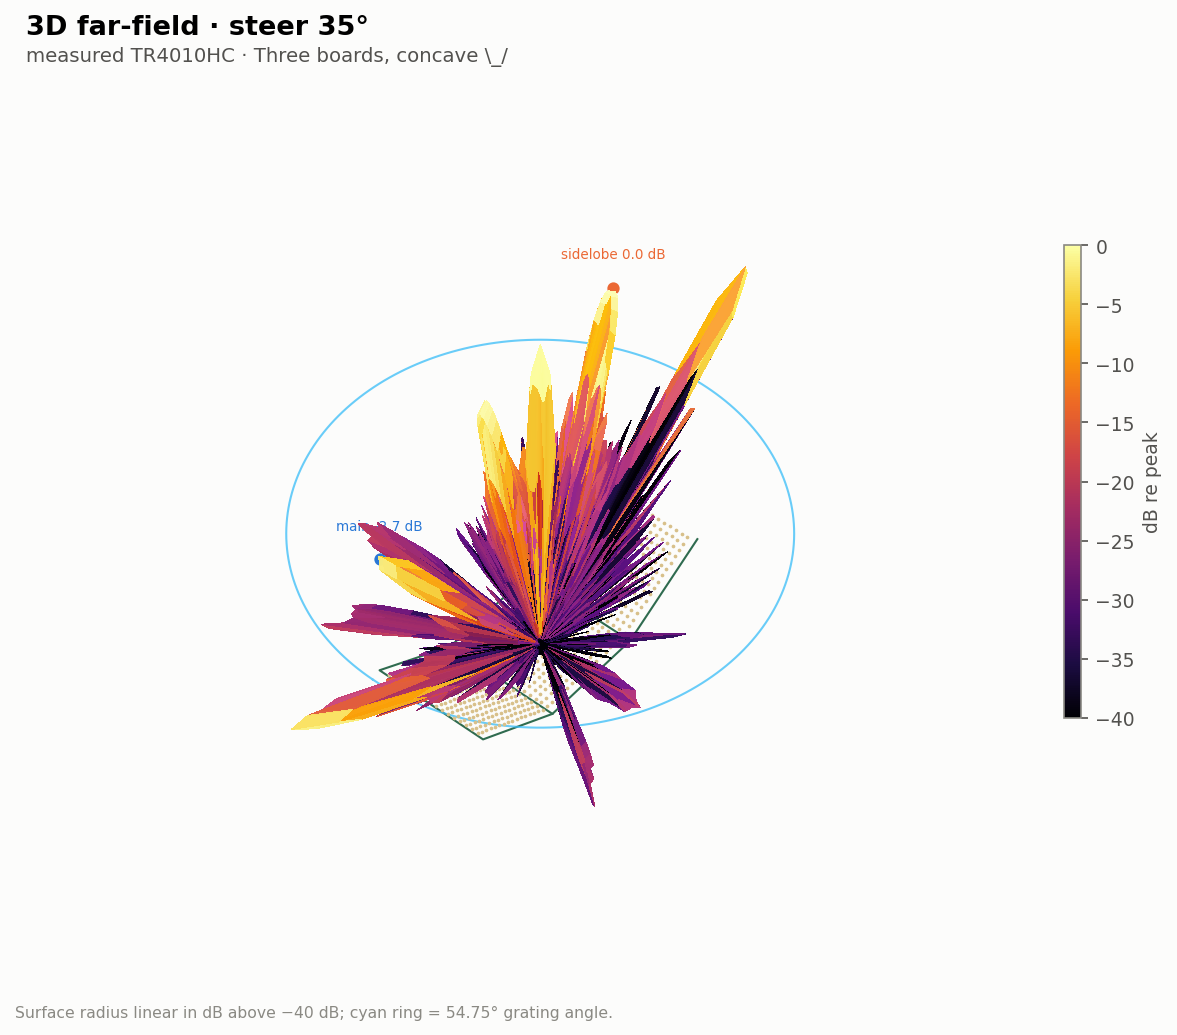 3D far-field · steer 35°
measured TR4010HC · Three boards, concave \_/
sidelobe 0.0 dB
dB
0
−5
−10
−15
−20
−25
−30
−35
−40
dB re peak
Surface radius linear in dB above −40 dB; cyan ring = 54.75° grating angle.